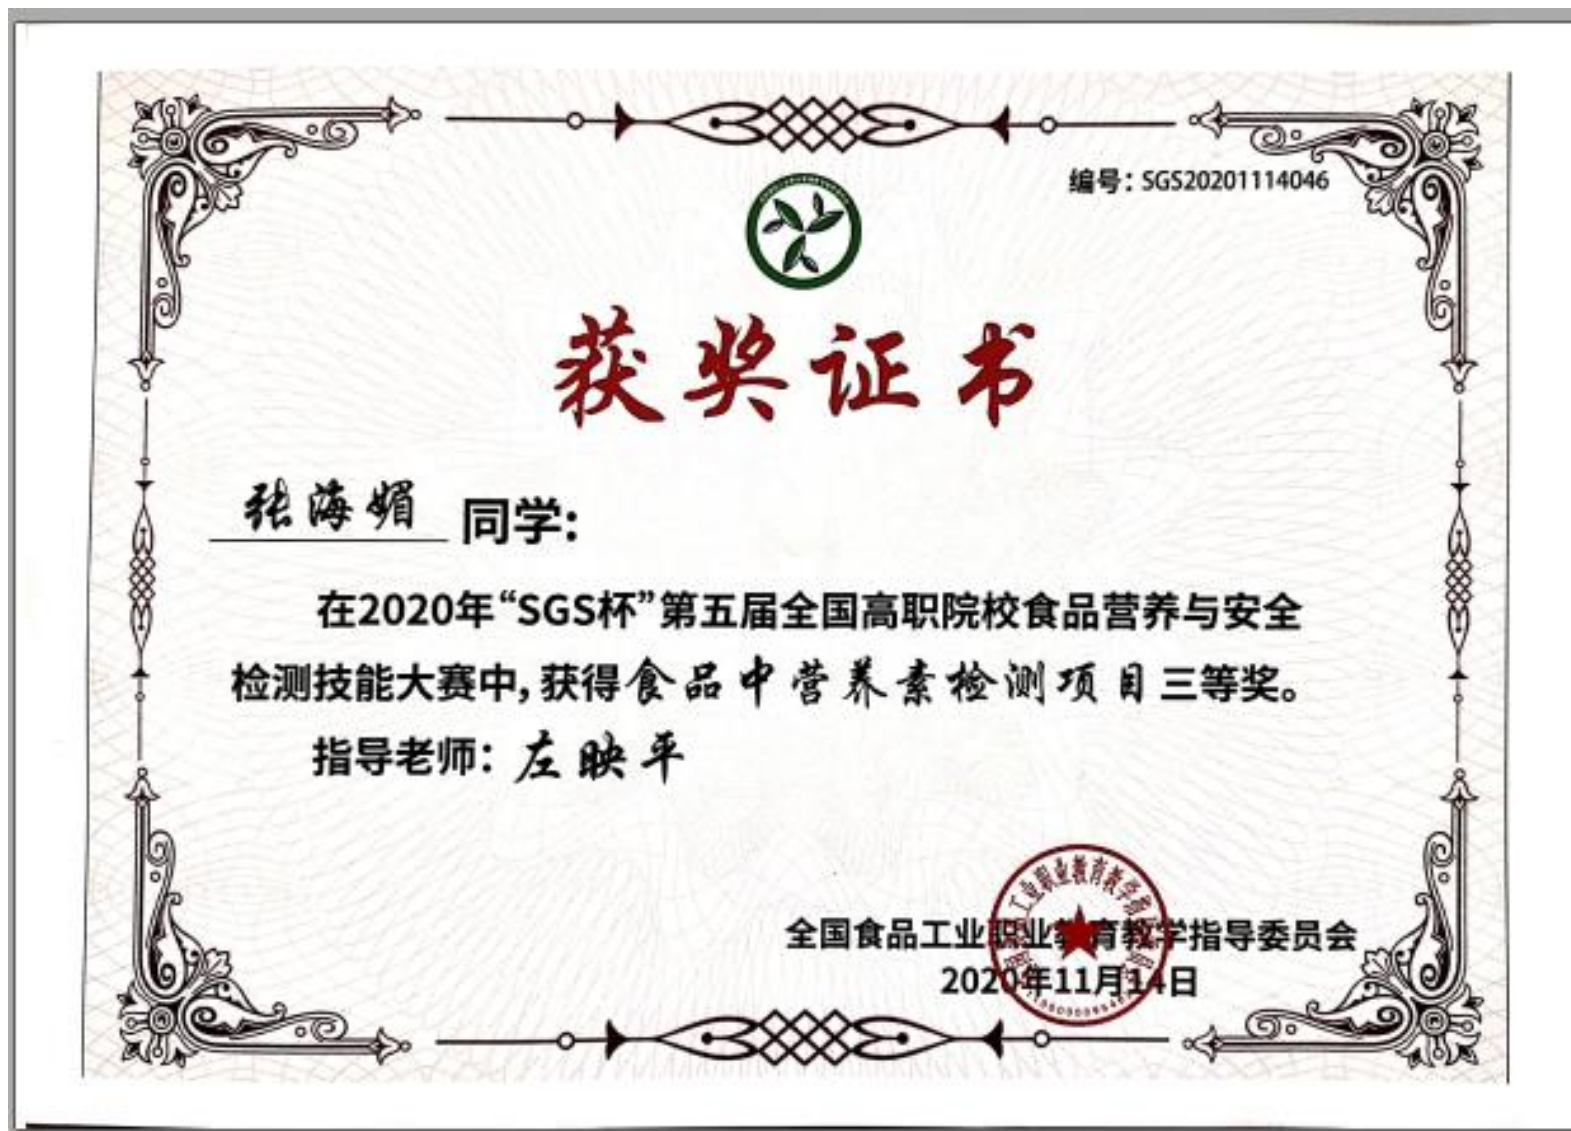 编号：SGS20201114046
获奖证书
张海媚 同学:
在2020年“SGS杯”第五届全国高职院校食品营养与安全
检测技能大赛中,获得食品中营养素检测项目三等奖。
指导老师：左映平
全国食品工业职业教育教学指导委员会
2020年11月14日